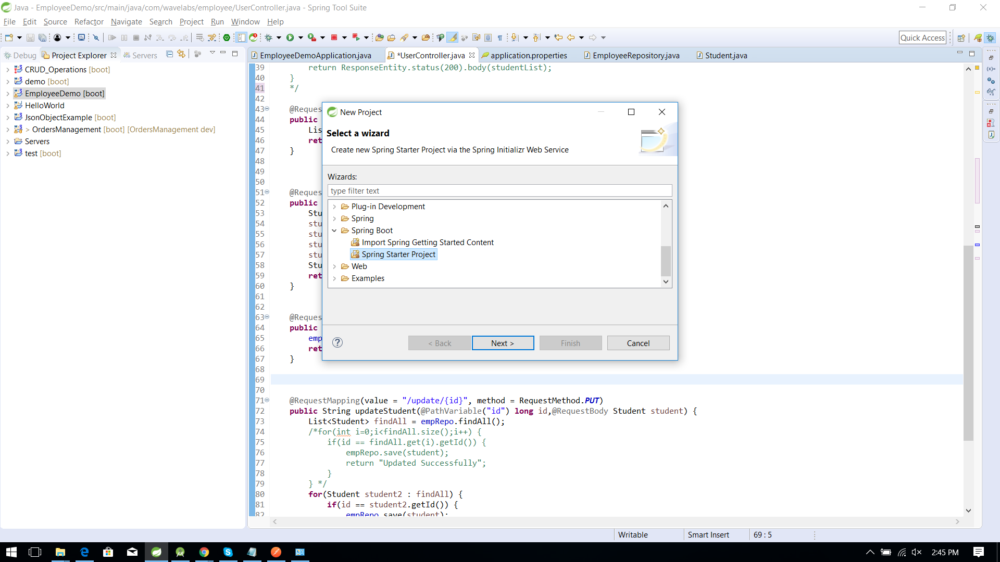 Java - EmployeeDemo/src/main/java/com/wavelabs/employee/UserController.java - Spring Tool Suite
File Edit Source Refactor Navigate Search Project Run Window Help
Quick Access
Debug Project Explorer Servers
EmployeeDemoApplication.java *UserController.java application.properties EmployeeRepository.java Student.java
CRUD_Operations [boot]
demo [boot]
EmployeeDemo [boot]
HelloWorld
JsonObjectExample [boot]
> OrdersManagement [boot] [OrdersManagement dev]
Servers
test [boot]
39 return ResponseEntity.status(200).body(studentList);
40 }
41 */
42
43 @Reques
44 public
45 Lis
46 ret
47 }
48
49
50
51 @Reques
52 public
53 Stu
54 stu
55 stu
56 stu
57 stu
58 Stu
59 ret
60 }
61
62
63 @Reques
64 public
65 emp
66 ret
67 }
68
69
70
71 @RequestMapping(value = "/update/{id}", method = RequestMethod.PUT)
72 public String updateStudent(@PathVariable("id") long id,@RequestBody Student student) {
73 List<Student> findAll = empRepo.findAll();
74 /*for(int i=0;i<findAll.size();i++) {
75 if(id == findAll.get(i).getId()) {
76 empRepo.save(student);
77 return "Updated Successfully";
78 }
79 } */
80 for(Student student2 : findAll) {
81 if(id == student2.getId()) {
82 empRepo.save(student);
New Project
Select a wizard
Create new Spring Starter Project via the Spring Initializr Web Service
Wizards:
type filter text
Plug-in Development
Spring
Spring Boot
Import Spring Getting Started Content
Spring Starter Project
Web
Examples
< Back Next > Finish Cancel
Writable Smart Insert 69 : 5
2:45 PM